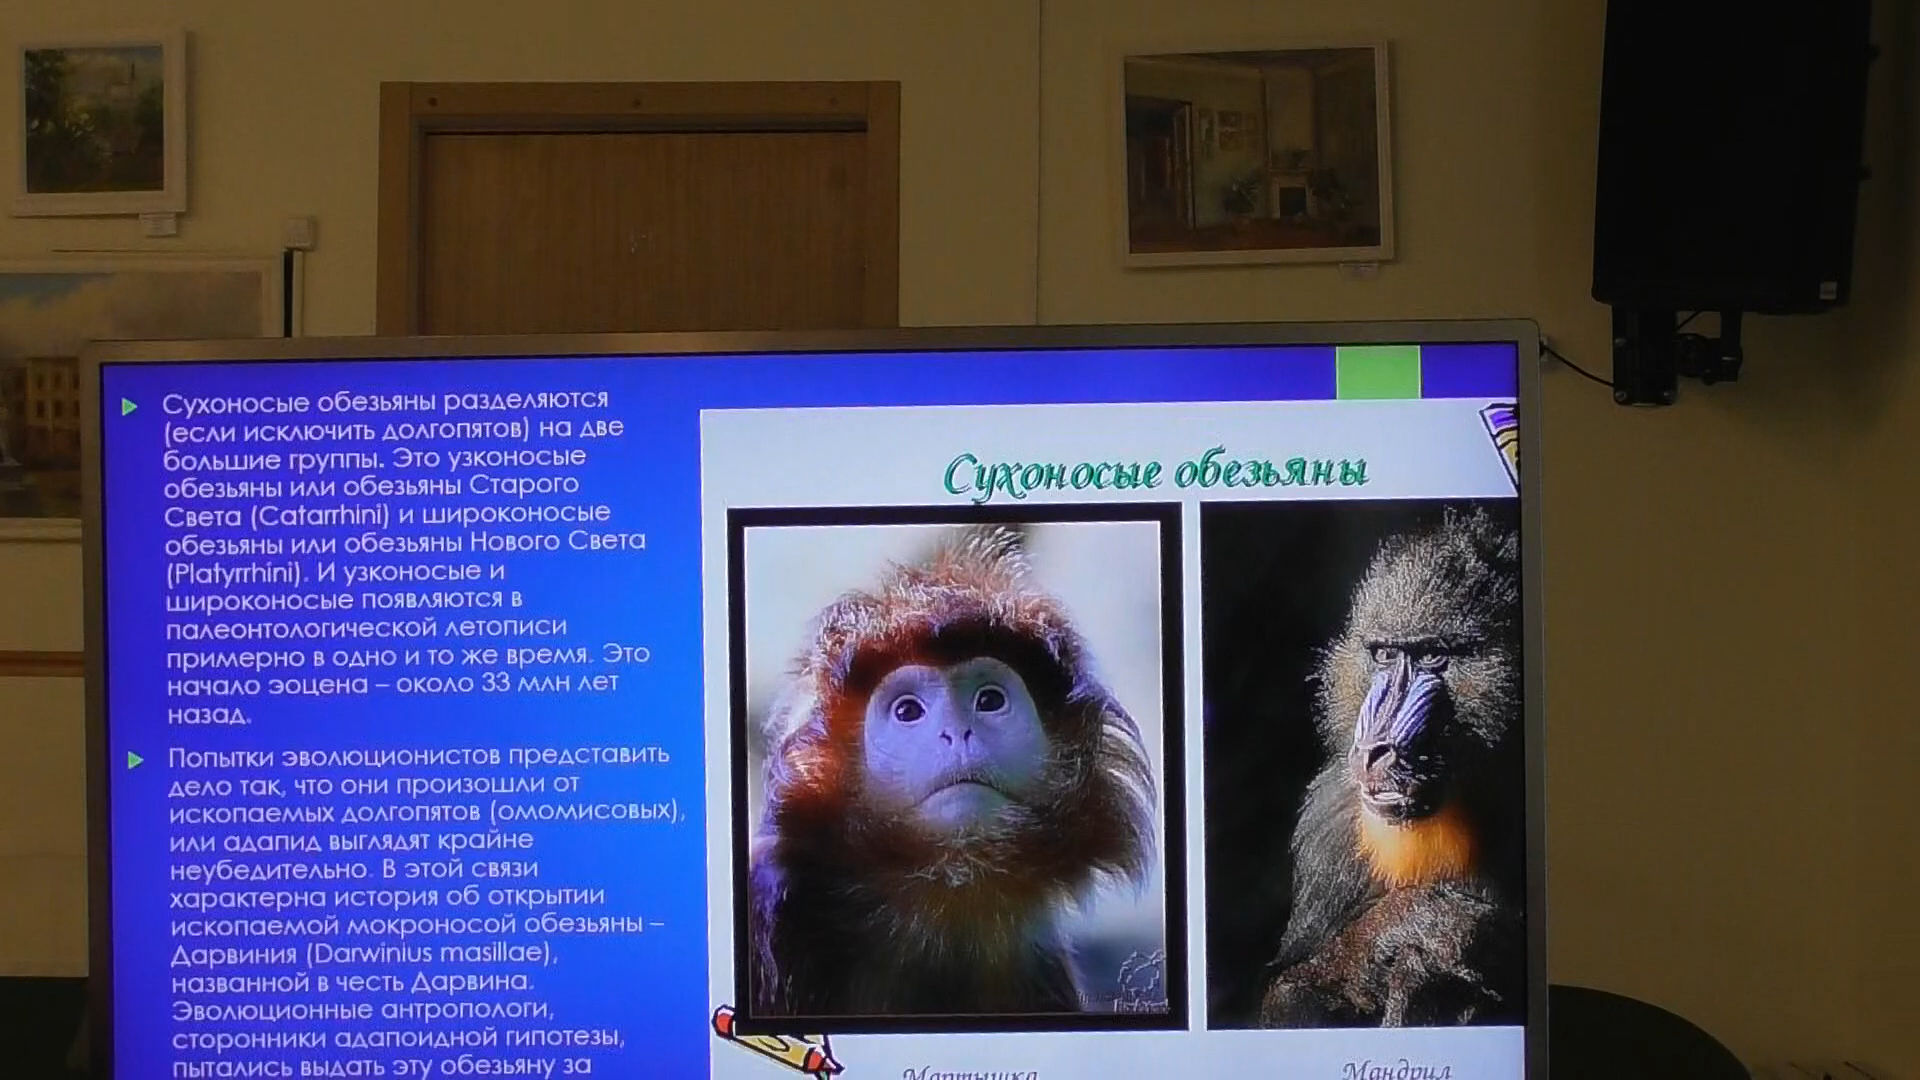 Сухоносые обезьяны разделяются
(если исключить долгопятов) на две
большие группы. Это узконосые
обезьяны или обезьяны Старого
Света (Catarrhini) и широконосые
обезьяны или обезьяны Нового Света
(Platyrrhini). И узконосые и
широконосые появляются в
палеонтологической летописи
примерно в одно и то же время. Это
начало эоцена – около 33 млн лет
назад.
Попытки эволюционистов представить
дело так, что они произошли от
ископаемых долгопятов (омомисовых),
или адапид выглядят крайне
неубедительно. В этой связи
характерна история об открытии
ископаемой мокроносой обезьяны –
Дарвиния (Darwinius masillae),
названной в честь Дарвина.
Эволюционные антропологи,
сторонники адапоидной гипотезы,
пытались выдать эту обезьяну за
Сухоносые обезьяны
Мартышка
Мандрил